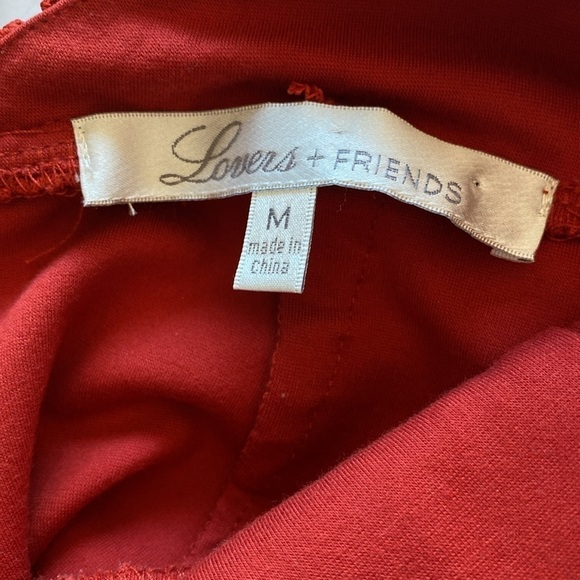 Lovers + FRIENDS
M
made in
china